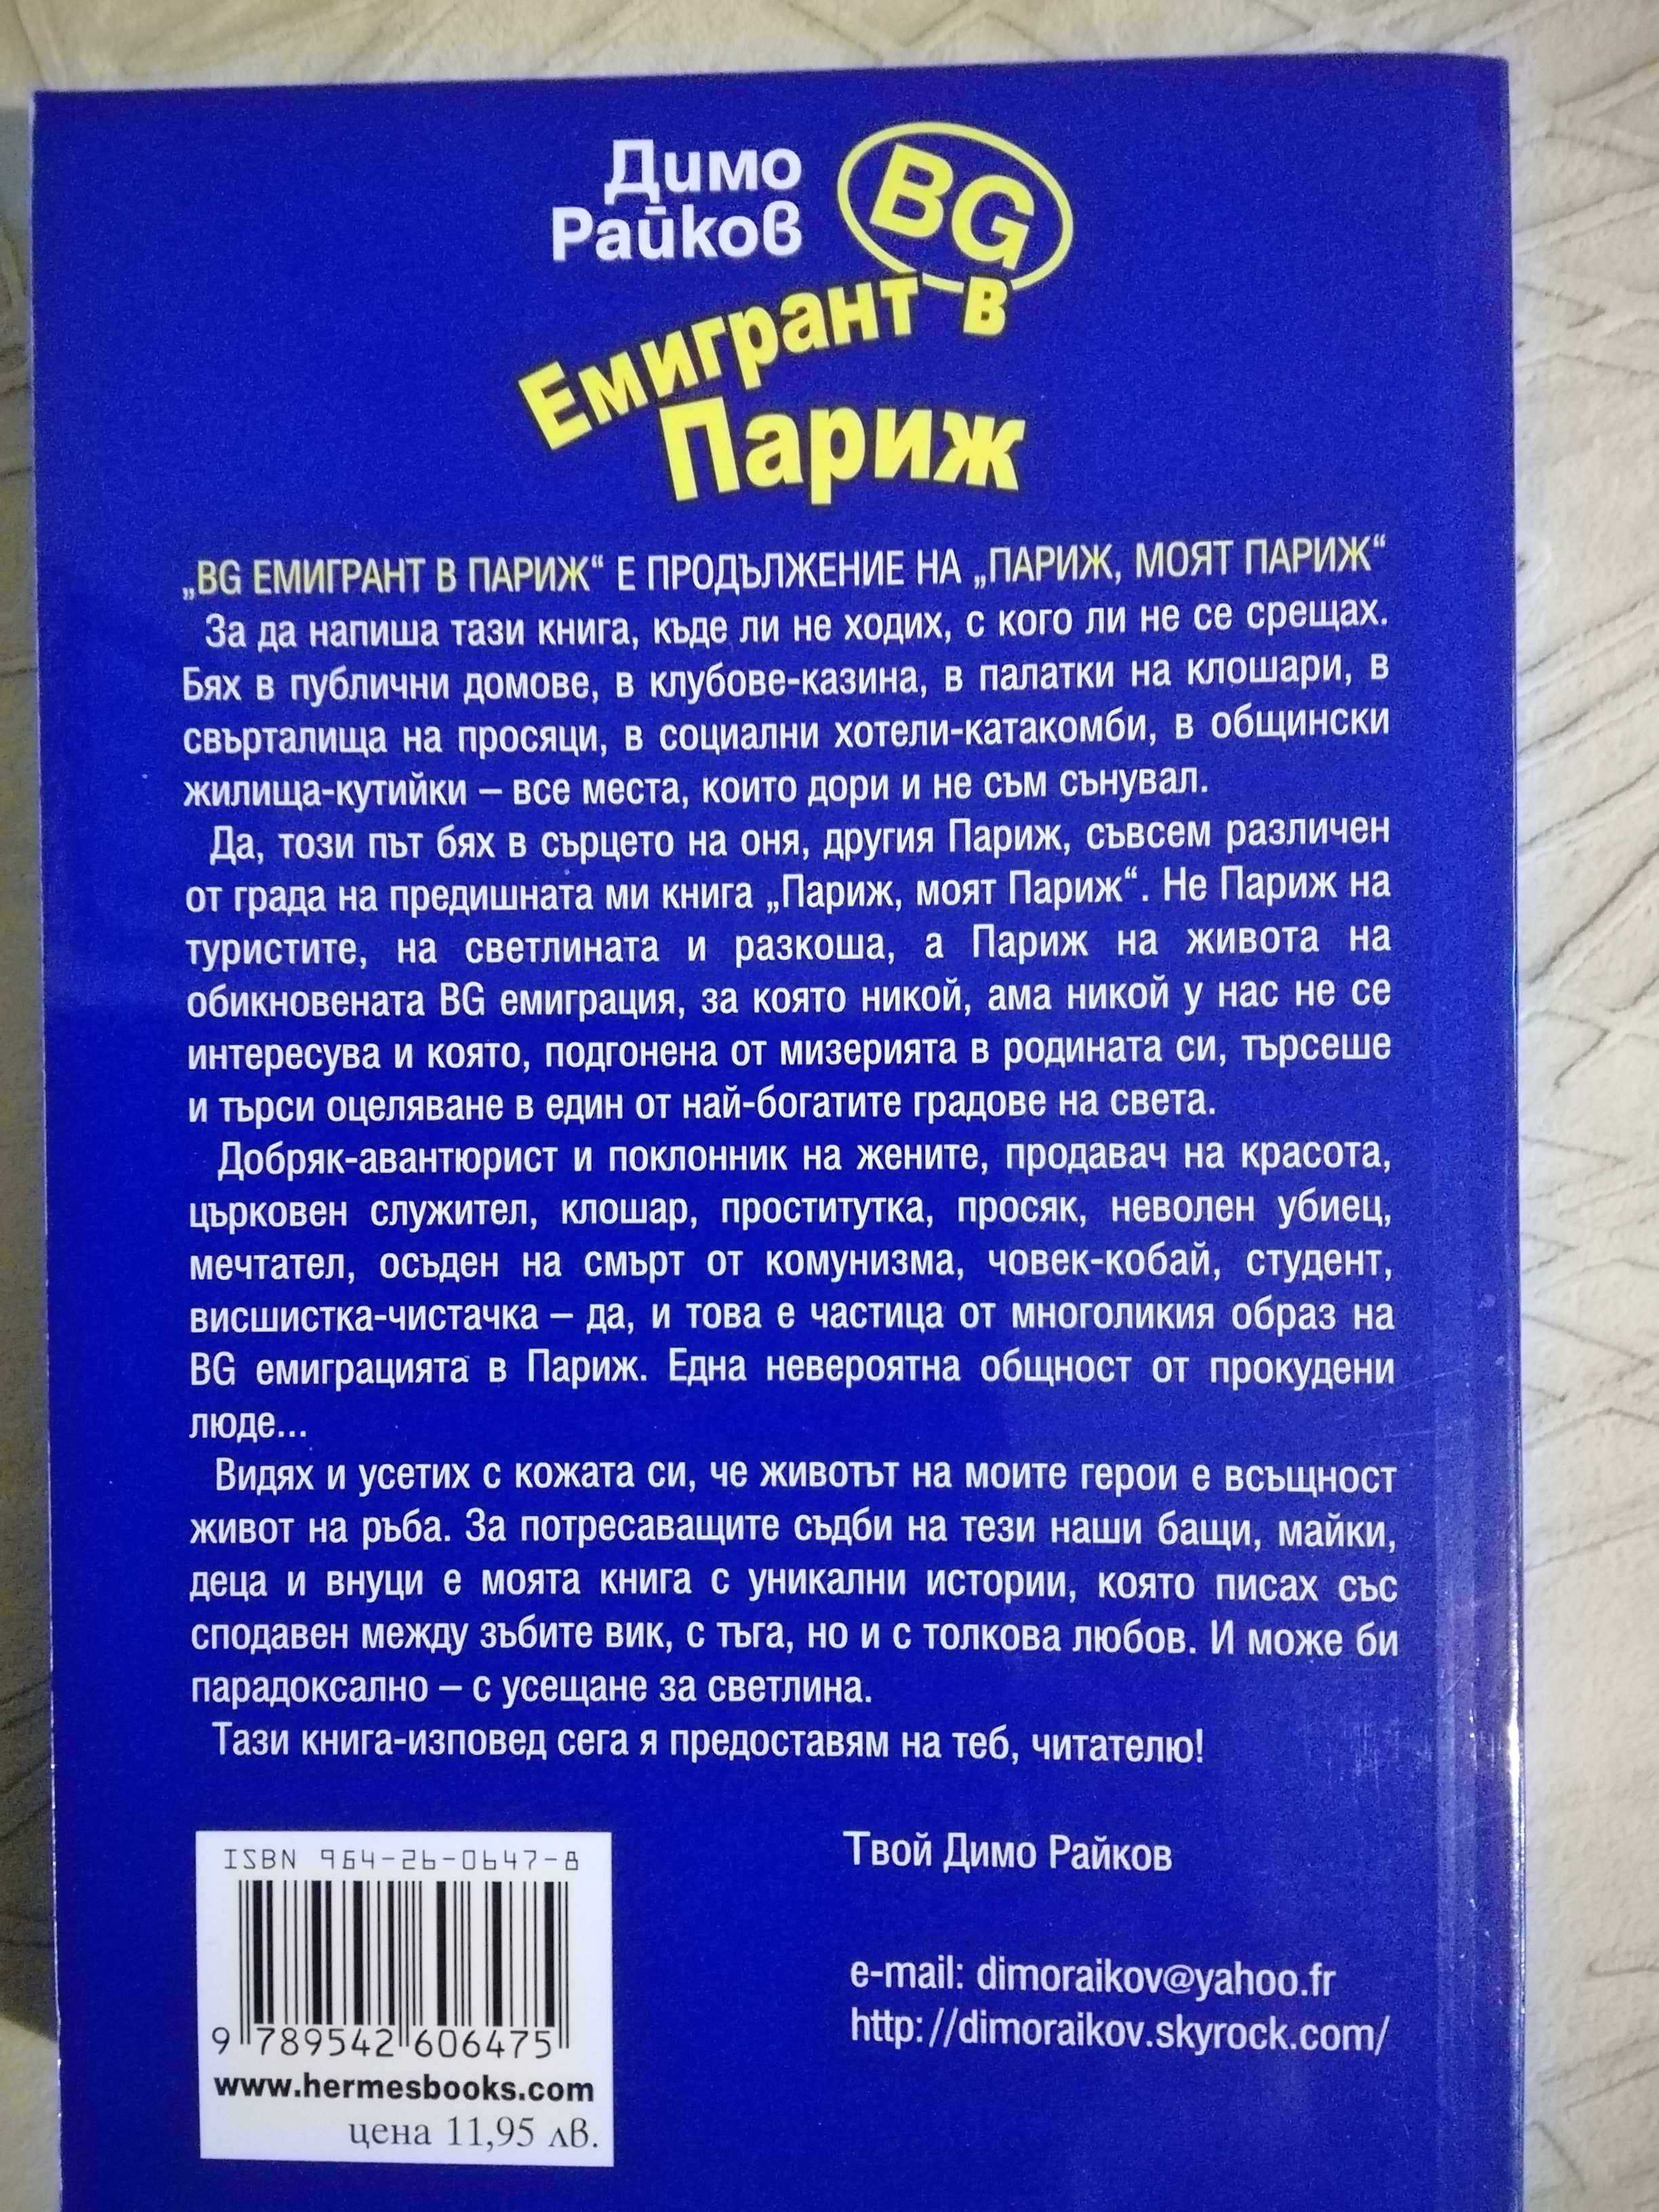 Димо
Райков
BG
Емигрант в
Париж
„BG ЕМИГРАНТ В ПАРИЖ“ Е ПРОДЪЛЖЕНИЕ НА „ПАРИЖ, МОЯТ ПАРИЖ“
За да напиша тази книга, къде ли не ходих, с кого ли не се срещах.
Бях в публични домове, в клубове-казина, в палатки на клошари, в
свърталища на просяци, в социални хотели-катакомби, в общински
жилища-кутийки – все места, които дори и не съм сънувал.
Да, този път бях в сърцето на оня, другия Париж, съвсем различен
от града на предишната ми книга „Париж, моят Париж“. Не Париж на
туристите, на светлината и разкоша, а Париж на живота на
обикновената BG емиграция, за която никой, ама никой у нас не се
интересува и която, подгонена от мизерията в родината си, търсеше
и търси оцеляване в един от най-богатите градове на света.
Добряк-авантюрист и поклонник на жените, продавач на красота,
църковен служител, клошар, проститутка, просяк, неволен убиец,
мечтател, осъден на смърт от комунизма, човек-кобай, студент,
висшистка-чистачка – да, и това е частица от многоликия образ на
BG емиграцията в Париж. Една невероятна общност от прокудени
люде...
Видях и усетих с кожата си, че животът на моите герои е всъщност
живот на ръба. За потресаващите съдби на тези наши бащи, майки,
деца и внуци е моята книга с уникални истории, която писах със
сподавен между зъбите вик, с тъга, но и с толкова любов. И може би
парадоксално – с усещане за светлина.
Тази книга-изповед сега я предоставям на теб, читателю!
Твой Димо Райков
e-mail: dimoraikov@yahoo.fr
http://dimoraikov.skyrock.com/
ISBN 954-26-0647-8
9 789542 606475
www.hermesbooks.com
цена 11,95 лв.